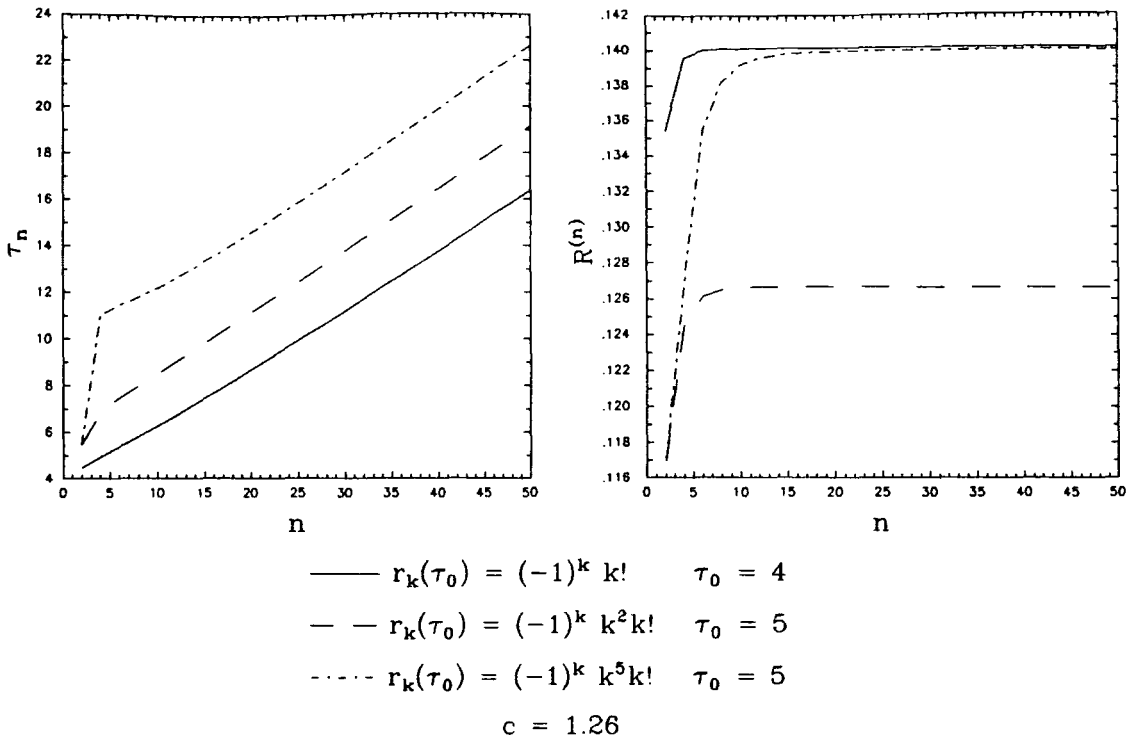 24
22
20
18
16
14
12
10
8
6
4
τₙ
0 5 10 15 20 25 30 35 40 45 50
n
.142
.140
.138
.136
.134
.132
.130
.128
.126
.124
.122
.120
.118
.116
R⁽ⁿ⁾
0 5 10 15 20 25 30 35 40 45 50
n
rₖ(τ₀) = (-1)ᵏ k! τ₀ = 4
rₖ(τ₀) = (-1)ᵏ k²k! τ₀ = 5
rₖ(τ₀) = (-1)ᵏ k⁵k! τ₀ = 5
c = 1.26